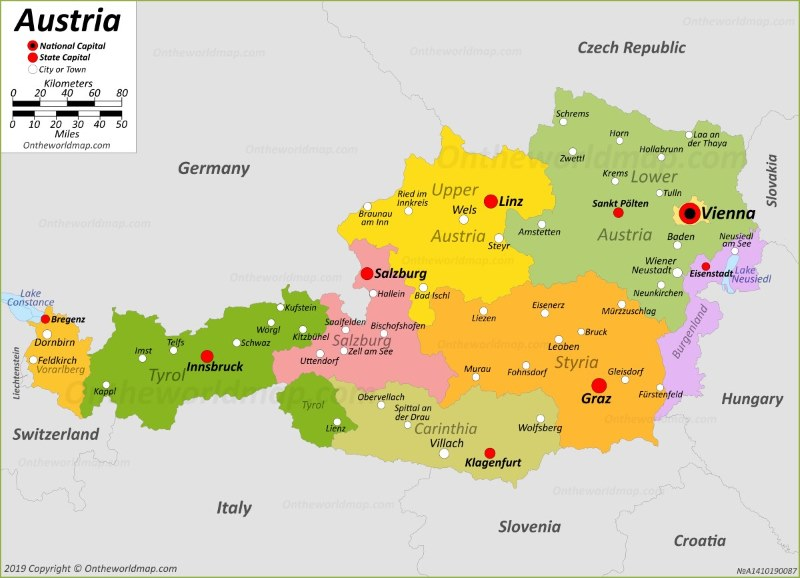 Austria
National Capital
State Capital
City or Town
Kilometers
0 20 40 60 80
0 10 20 30 40 50
Miles
Ontheworldmap.com
Czech Republic
Germany
Slovakia
Hungary
Croatia
Slovenia
Italy
Switzerland
Liechtenstein
Lake
Constance
Bregenz
Dornbirn
Feldkirch
Vorarlberg
Kappl
Imst
Telfs
Tyrol
Innsbruck
Schwaz
Wörgl
Kufstein
Kitzbühel
Saalfelden
Salzburg
Zell am See
Uttendorf
Bischofshofen
Hallein
Salzburg
Bad Ischl
Braunau
am Inn
Ried im
Innkreis
Upper
Austria
Wels
Linz
Steyr
Amstetten
Schrems
Zwettl
Horn
Hollabrunn
Laa an
der Thaya
Krems
Lower
Austria
Tulln
Sankt Pölten
Vienna
Baden
Wiener
Neustadt
Neunkirchen
Neusiedl
am See
Eisenstadt
Lake
Neusiedl
Burgenland
Mürzzuschlag
Eisenerz
Liezen
Bruck
Leoben
Styria
Murau
Fohnsdorf
Gleisdorf
Graz
Fürstenfeld
Tyrol
Lienz
Obervellach
Spittal an
der Drau
Carinthia
Villach
Klagenfurt
Wolfsberg
2019 Copyright © Ontheworldmap.com
№A1410190087
Ontheworldmap.com